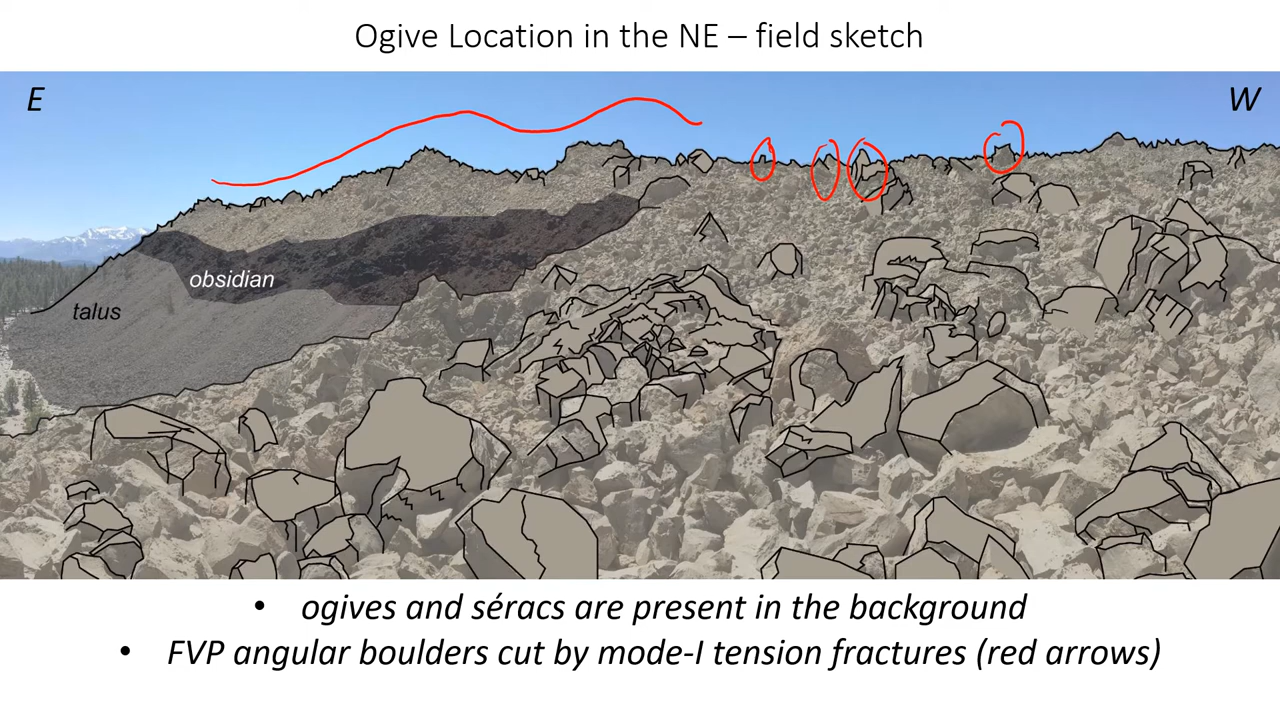 Ogive Location in the NE – field sketch
E
W
obsidian
talus
• ogives and séracs are present in the background
• FVP angular boulders cut by mode-I tension fractures (red arrows)